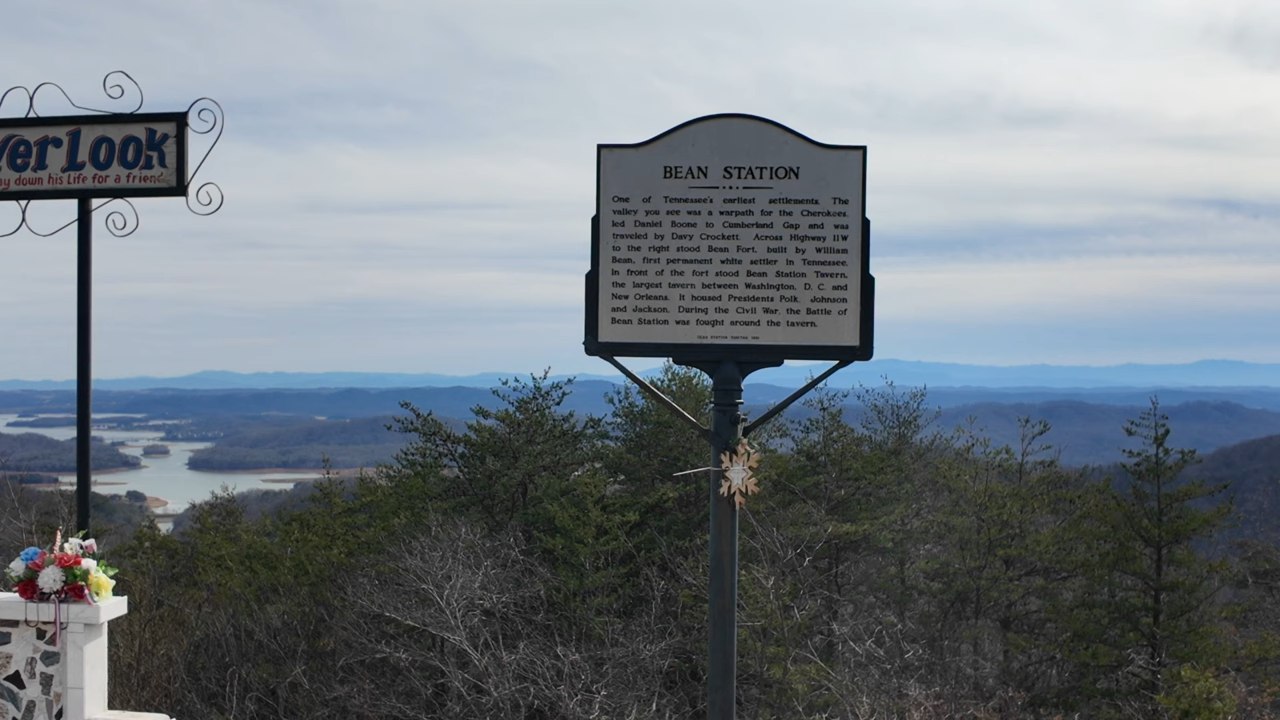 verLook
ay down his Life for a friend
BEAN STATION
One of Tennessee's earliest settlements. The
valley you see was a warpath for the Cherokees,
led Daniel Boone to Cumberland Gap and was
traveled by Davy Crockett. Across Highway 11W
to the right stood Bean Fort, built by William
Bean, first permanent white settler in Tennessee.
In front of the fort stood Bean Station Tavern,
the largest tavern between Washington, D. C. and
New Orleans. It housed Presidents Polk, Johnson
and Jackson. During the Civil War, the Battle of
Bean Station was fought around the tavern.
BEAN STATION